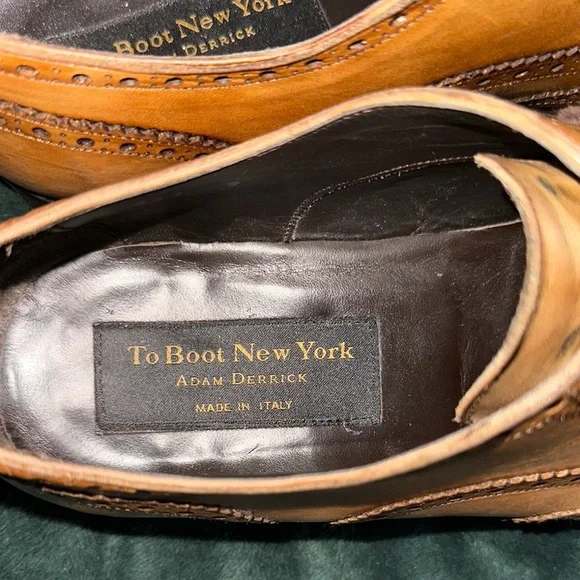 Boot New York
Derrick
To Boot New York
Adam Derrick
Made in Italy